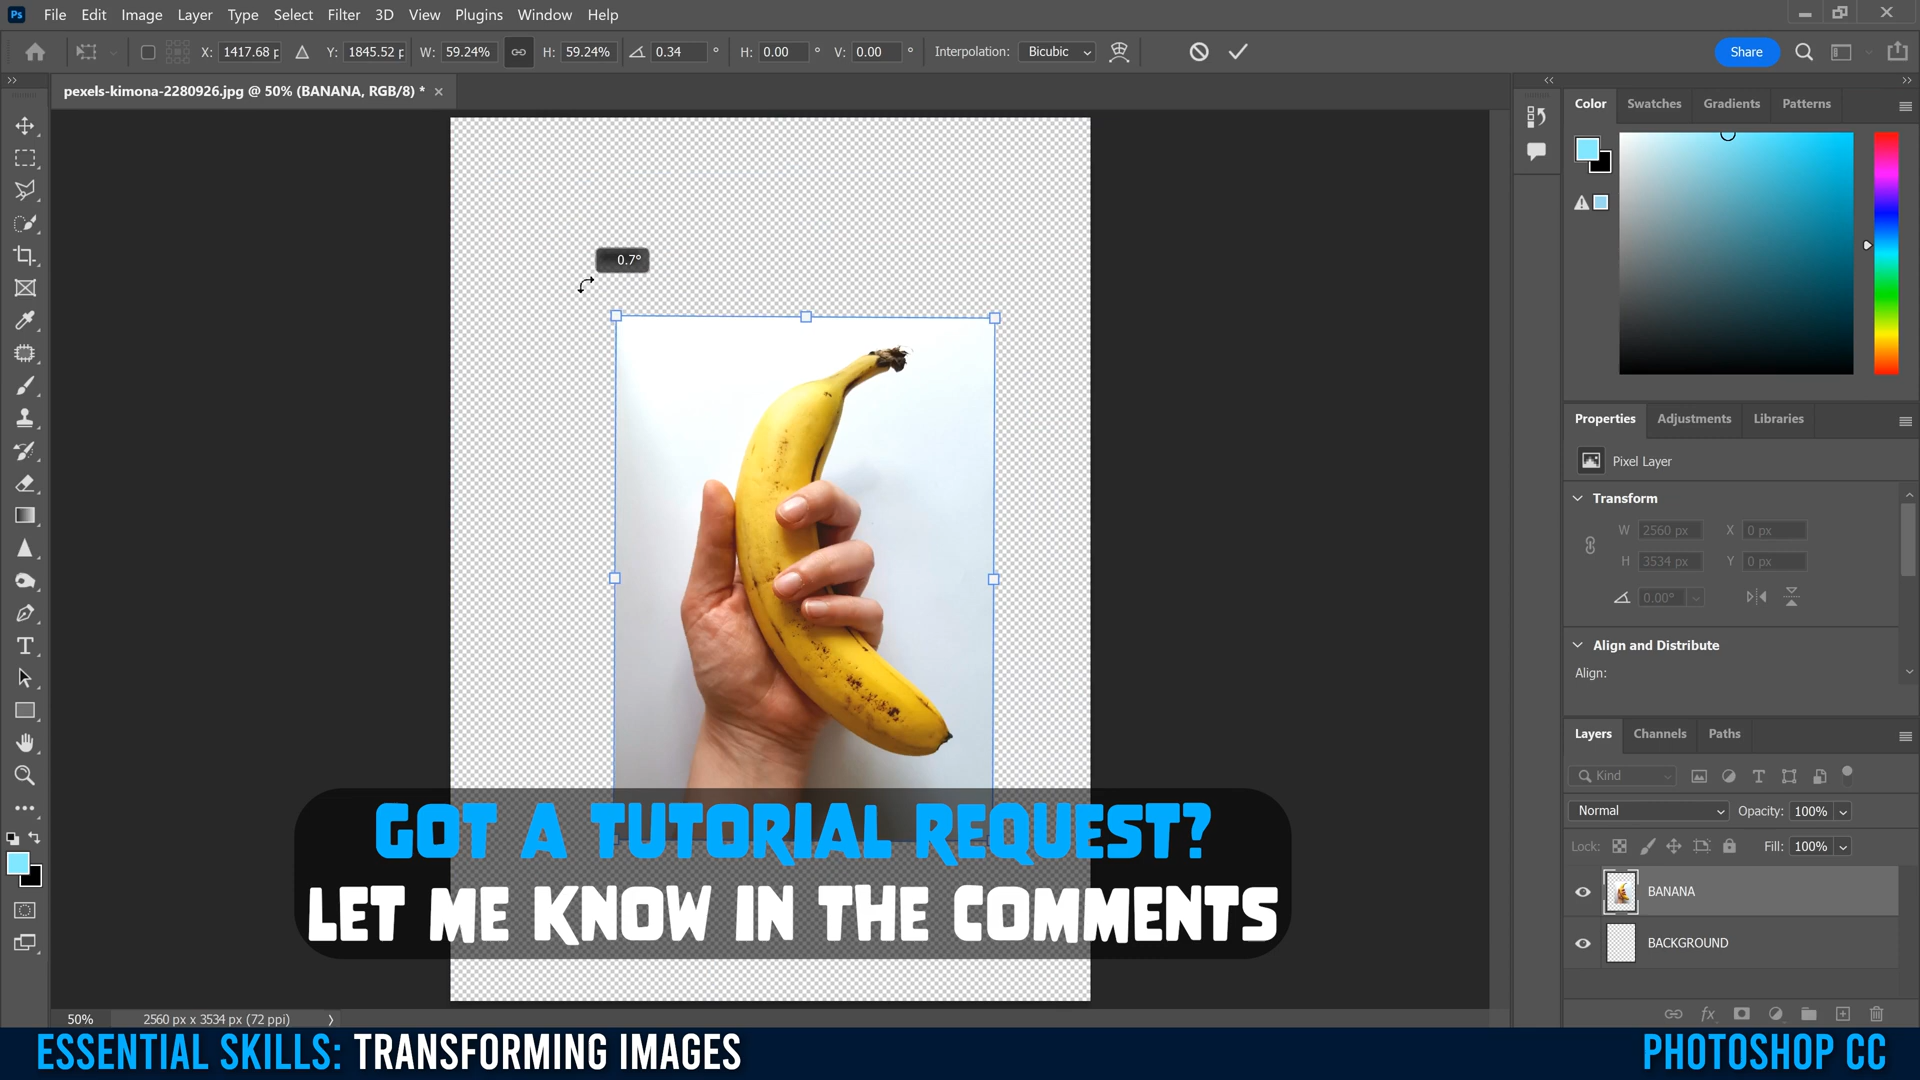 Ps File Edit Image Layer Type Select Filter 3D View Plugins Window Help
X: 1417.68 p Y: 1845.52 p W: 59.24% H: 59.24% 0.34 ° H: 0.00 ° V: 0.00 ° Interpolation: Bicubic Share
pexels-kimona-2280926.jpg @ 50% (BANANA, RGB/8) * ×
0.7°
Color Swatches Gradients Patterns
Properties Adjustments Libraries
Pixel Layer
Transform
W 2560 px X 0 px
H 3534 px Y 0 px
0.00°
Align and Distribute
Align:
Layers Channels Paths
Kind
Normal Opacity: 100%
Lock: Fill: 100%
BANANA
BACKGROUND
fx
GOT A TUTORIAL REQUEST?
LET ME KNOW IN THE COMMENTS
50% 2560 px x 3534 px (72 ppi)
ESSENTIAL SKILLS: TRANSFORMING IMAGES
PHOTOSHOP CC